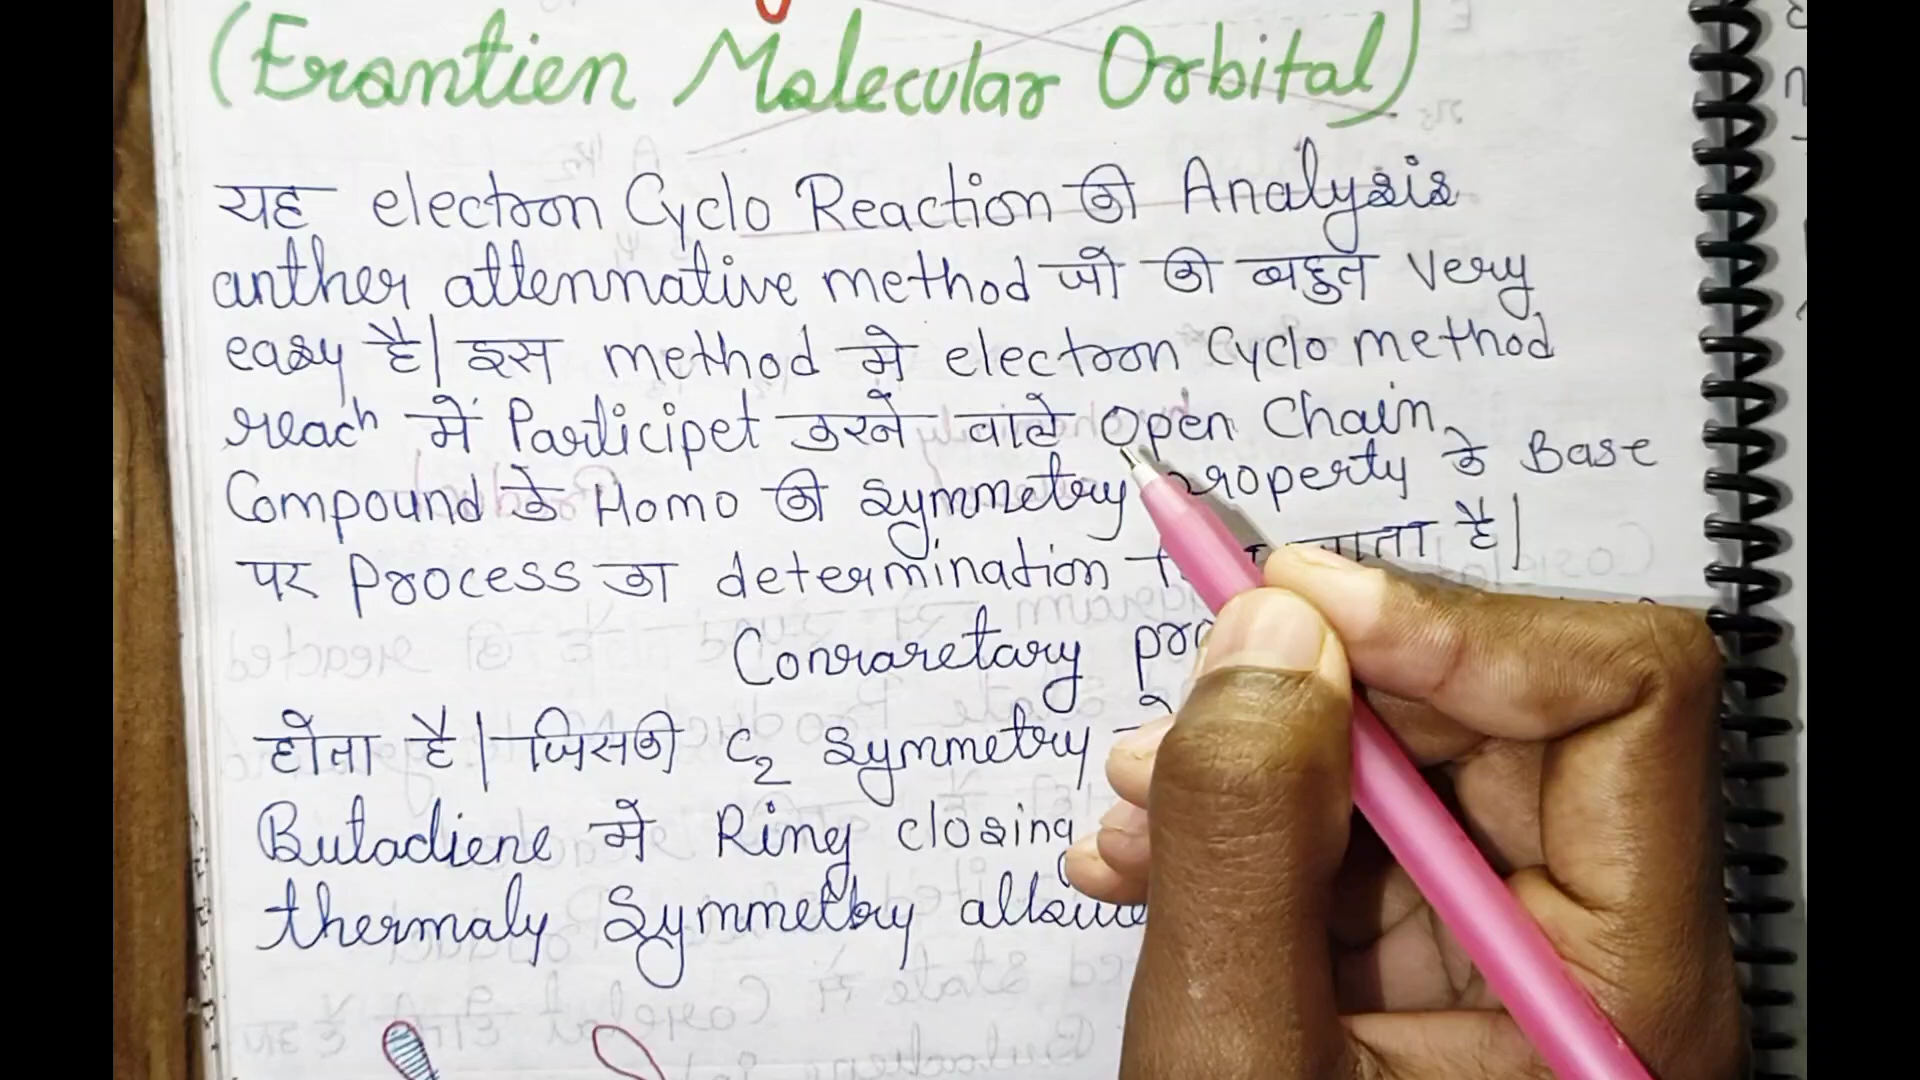 (Erantien Molecular Orbital)
यह electron Cyclo Reaction की Analysis
anther attennative method जो की बहुत very
easy है। इस method मे electron Cyclo method
reach में Participet करने वाले Open Chain
Compound के Homo की symmetry property के Base
पर Process का determination जाता है।
Conraretary
होता है। जिसकी C₂ symmetry
Butadiene मे Ring closing
thermaly Symmetry